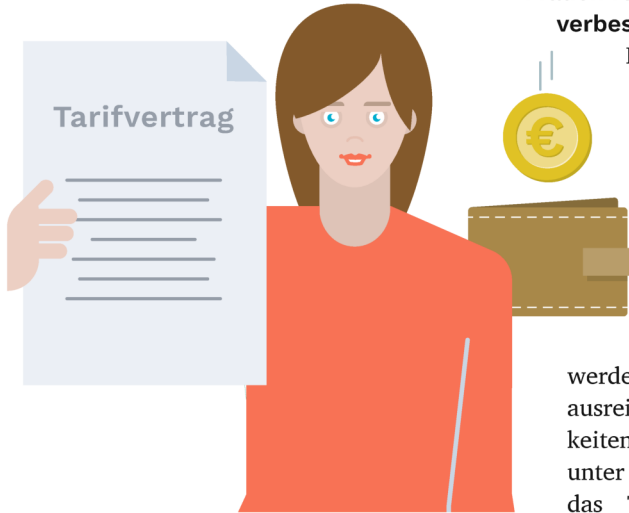 verbes
Tarifvertrag
€
werde
ausrei
keiten
unter
das